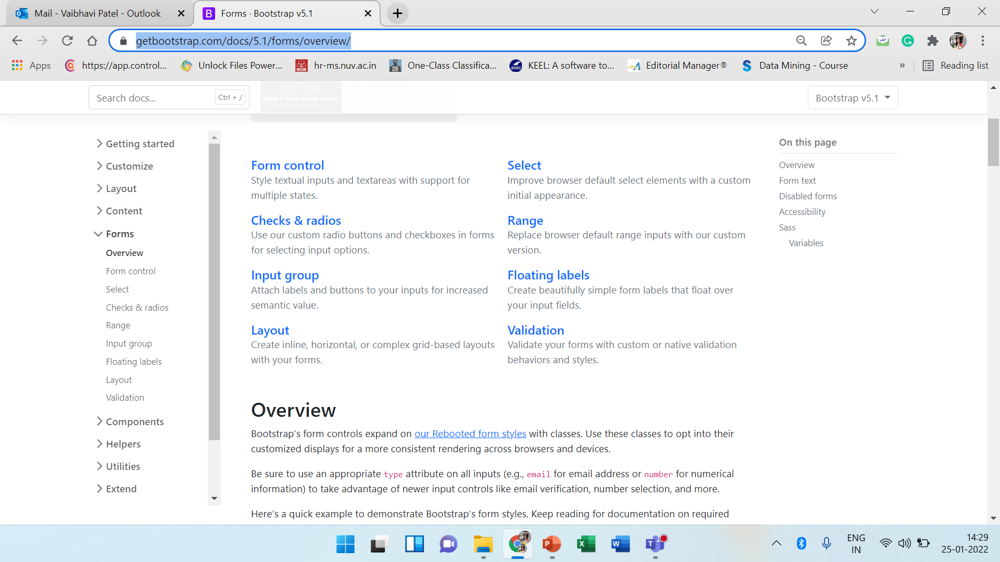 Mail - Vaibhavi Patel - Outlook
Forms · Bootstrap v5.1
getbootstrap.com/docs/5.1/forms/overview/
Apps
https://app.control...
Unlock Files Power...
hr-ms.nuv.ac.in
One-Class Classifica...
KEEL: A software to...
Editorial Manager®
Data Mining - Course
»
Reading list
Search docs...
Ctrl + /
MAKE IT WITH ADOBE STOCK.
Get 10 free images ›
ads via Carbon
Bootstrap v5.1
Getting started
Customize
Layout
Content
Forms
Overview
Form control
Select
Checks & radios
Range
Input group
Floating labels
Layout
Validation
Components
Helpers
Utilities
Extend
Form control
Style textual inputs and textareas with support for
multiple states.
Select
Improve browser default select elements with a custom
initial appearance.
Checks & radios
Use our custom radio buttons and checkboxes in forms
for selecting input options.
Range
Replace browser default range inputs with our custom
version.
Input group
Attach labels and buttons to your inputs for increased
semantic value.
Floating labels
Create beautifully simple form labels that float over
your input fields.
Layout
Create inline, horizontal, or complex grid-based layouts
with your forms.
Validation
Validate your forms with custom or native validation
behaviors and styles.
Overview
Bootstrap’s form controls expand on our Rebooted form styles with classes. Use these classes to opt into their
customized displays for a more consistent rendering across browsers and devices.
Be sure to use an appropriate type attribute on all inputs (e.g., email for email address or number for numerical
information) to take advantage of newer input controls like email verification, number selection, and more.
Here’s a quick example to demonstrate Bootstrap’s form styles. Keep reading for documentation on required
On this page
Overview
Form text
Disabled forms
Accessibility
Sass
Variables
ENG
IN
14:29
25-01-2022